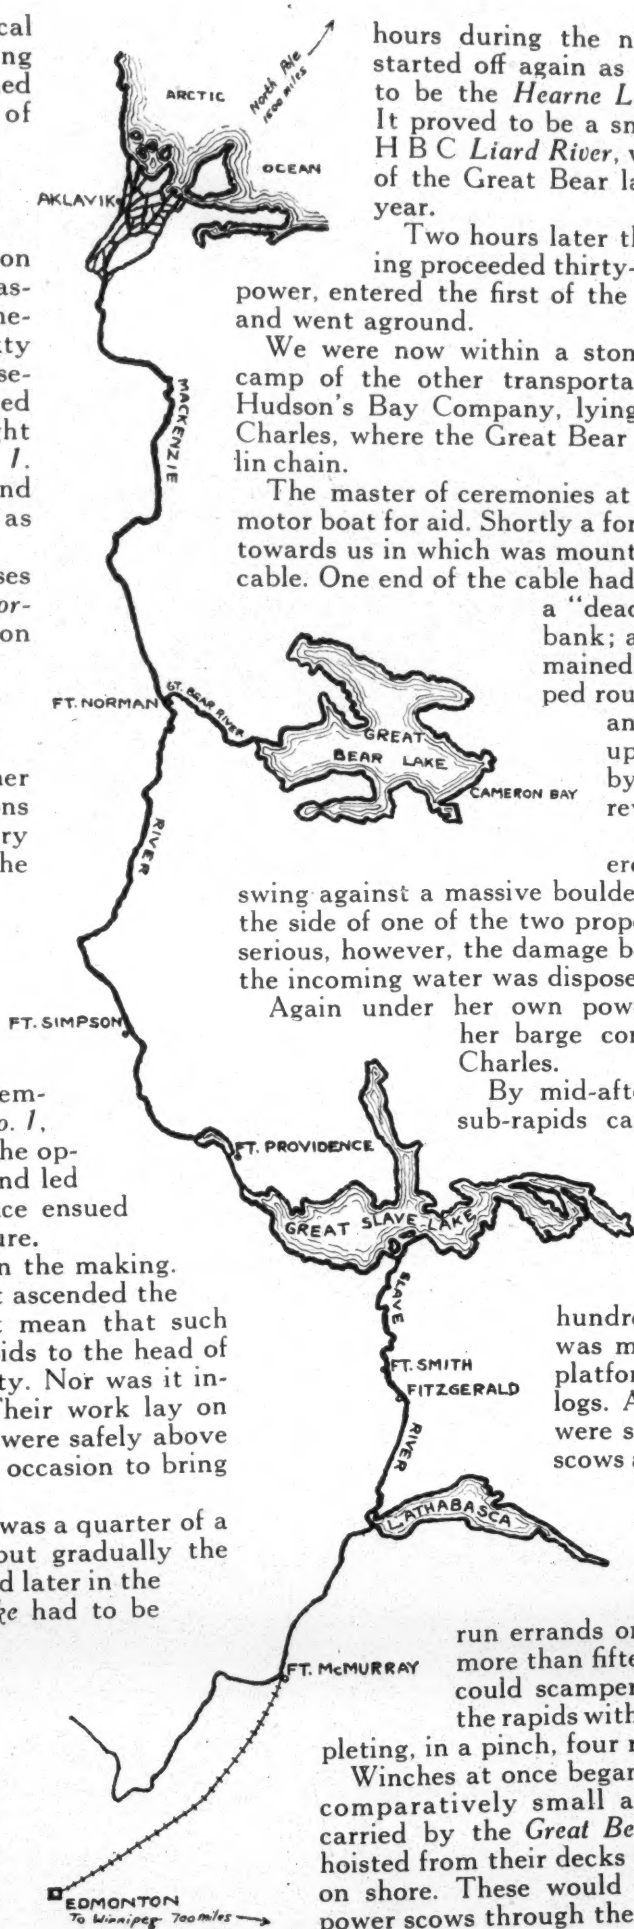 cal
ing
ed
of
on
as-
ne-
ty
se-
ed
ght
1.
nd
as
ses
or-
on
her
ns
ry
he
em-
o. 1,
he op-
nd led
ce ensued
ure.
n the making.
t ascended the
t mean that such
ids to the head of
ty. Nor was it in-
Their work lay on
were safely above
occasion to bring
was a quarter of a
but gradually the
d later in the
ke had to be
North Pole
1500 miles
ARCTIC
OCEAN
AKLAVIK
MACKENZIE
FT. NORMAN
GT. BEAR RIVER
GREAT
BEAR LAKE
CAMERON BAY
RIVER
FT. SIMPSON
FT. PROVIDENCE
GREAT SLAVE LAKE
SLAVE
FT. SMITH
FITZGERALD
RIVER
L. ATHABASCA
FT. McMURRAY
EDMONTON
To Winnipeg 700 miles
hours during the n
started off again as
to be the Hearne L
It proved to be a sm
H B C Liard River, v
of the Great Bear la
year.
Two hours later th
ing proceeded thirty-
power, entered the first of the
and went aground.
We were now within a ston
camp of the other transporta
Hudson's Bay Company, lying
Charles, where the Great Bear
lin chain.
The master of ceremonies at
motor boat for aid. Shortly a for
towards us in which was mount
cable. One end of the cable had
a "dead
bank; a
mained
ped rou
an
up
by
rev
ere
swing against a massive boulde
the side of one of the two prope
serious, however, the damage b
the incoming water was dispose
Again under her own pow
her barge con
Charles.
By mid-afte
sub-rapids ca
hundre
was m
platfor
logs. A
were s
scows a
run errands or
more than fifte
could scamper
the rapids with
pleting, in a pinch, four r
Winches at once began
comparatively small a
carried by the Great Be
hoisted from their decks
on shore. These would
power scows through the